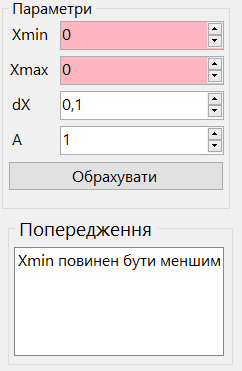 Параметри
Xmin 0
Xmax 0
dX 0,1
A 1
Обрахувати
Попередження
Xmin повинен бути меншим